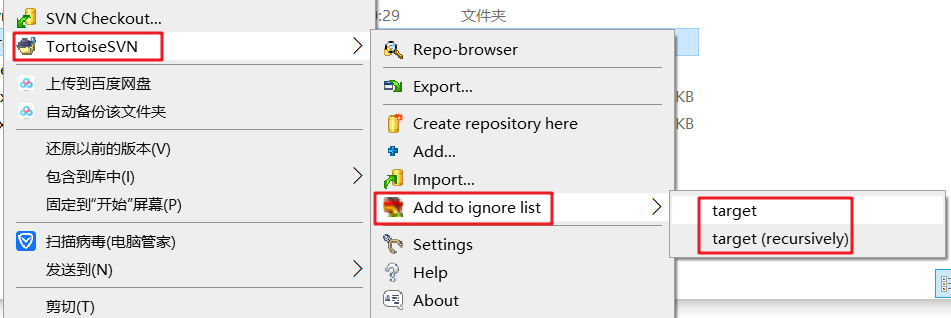 SVN Checkout...
TortoiseSVN
上传到百度网盘
自动备份该文件夹
还原以前的版本(V)
包含到库中(I)
固定到“开始”屏幕(P)
扫描病毒(电脑管家)
发送到(N)
剪切(T)
:29 文件夹
Repo-browser
Export...
Create repository here
Add...
Import...
Add to ignore list
Settings
Help
About
KB
KB
target
target (recursively)